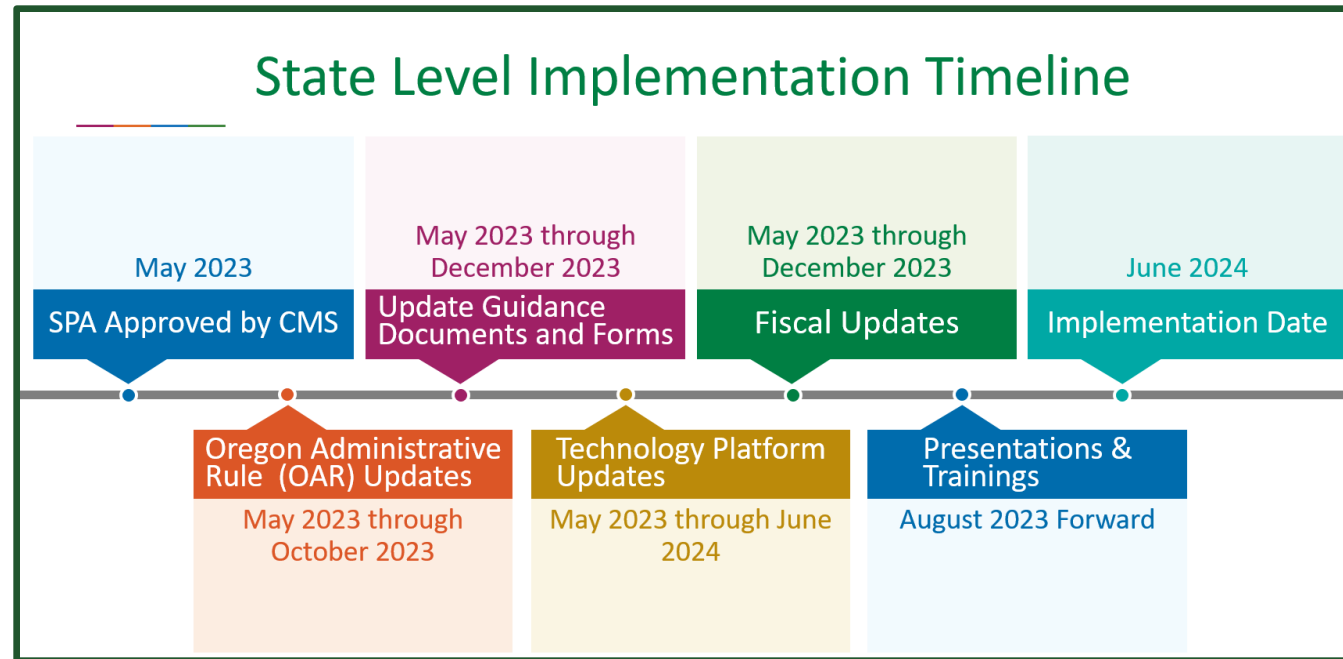 State Level Implementation Timeline
May 2023
SPA Approved by CMS
May 2023 through
December 2023
Update Guidance
Documents and Forms
May 2023 through
December 2023
Fiscal Updates
June 2024
Implementation Date
Oregon Administrative
Rule (OAR) Updates
May 2023 through
October 2023
Technology Platform
Updates
May 2023 through June
2024
Presentations &
Trainings
August 2023 Forward